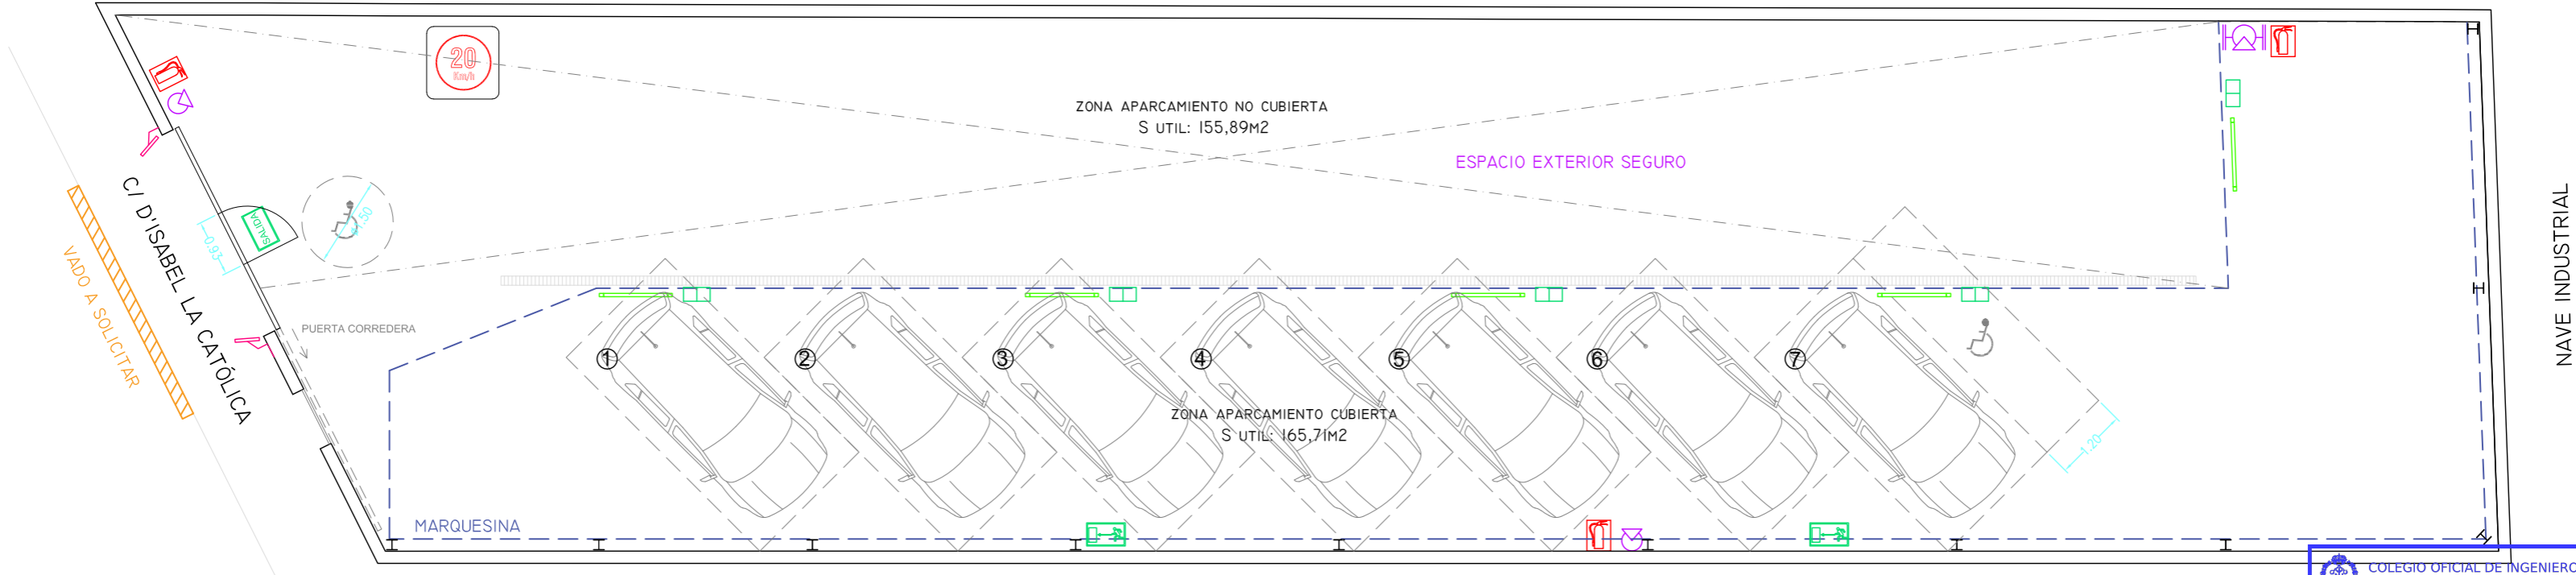 20
Km/h
ZONA APARCAMIENTO NO CUBIERTA
S UTIL: 155,89M2
ESPACIO EXTERIOR SEGURO
C/ D'ISABEL LA CATÓLICA
VADO A SOLICITAR
SALIDA
0.93
Ø1.50
PUERTA CORREDERA
NAVE INDUSTRIAL
1
2
3
4
5
6
7
ZONA APARCAMIENTO CUBIERTA
S UTIL: 165,71M2
1.20
MARQUESINA
COLEGIO OFICIAL DE INGENIERO